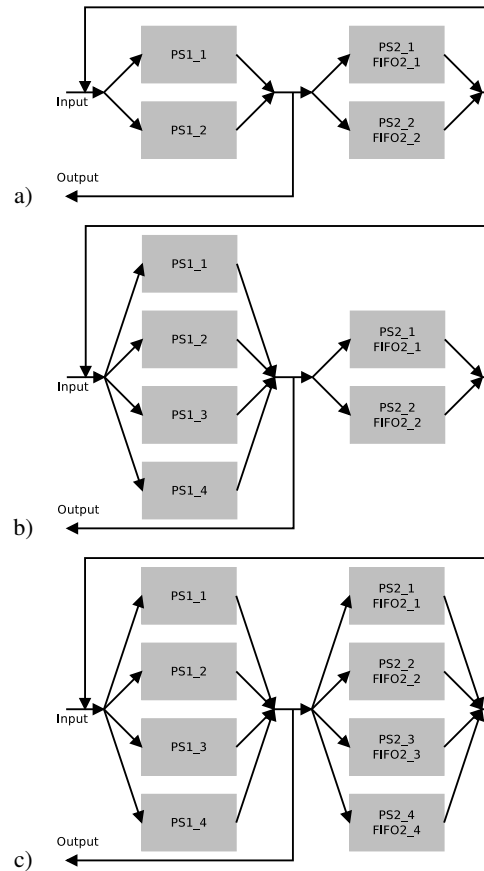 PS1_1
PS2_1
FIFO2_1
Input
PS1_2
PS2_2
FIFO2_2
Output
a)
PS1_1
PS1_2
PS2_1
FIFO2_1
Input
PS1_3
PS2_2
FIFO2_2
PS1_4
Output
b)
PS1_1
PS2_1
FIFO2_1
PS1_2
PS2_2
FIFO2_2
Input
PS1_3
PS2_3
FIFO2_3
PS1_4
PS2_4
FIFO2_4
Output
c)